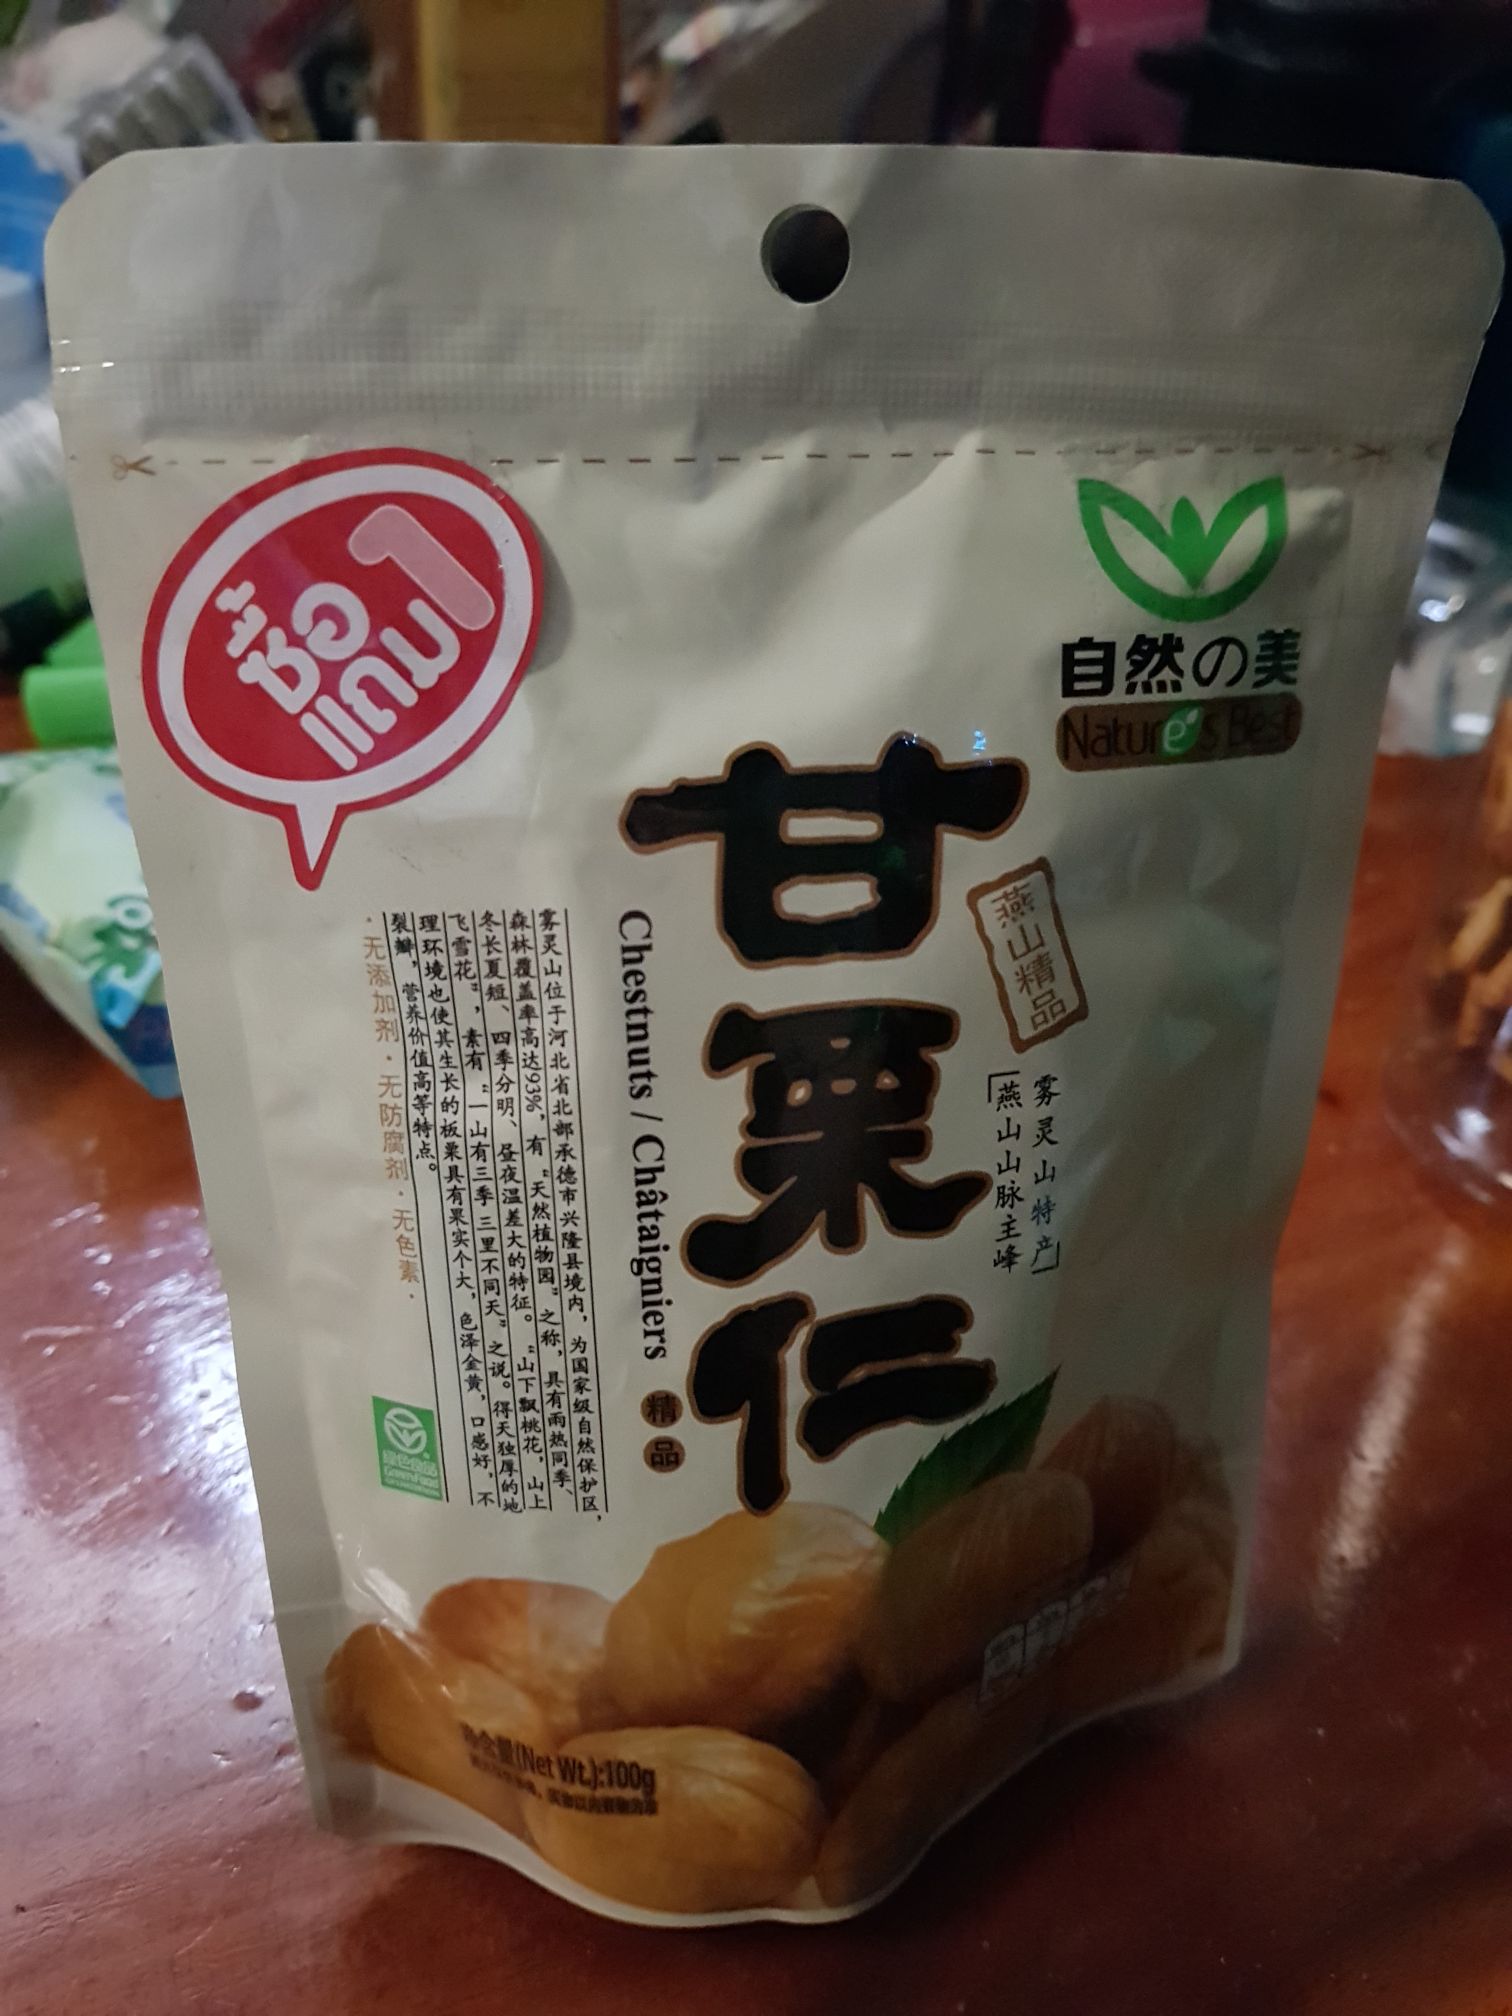 ซื้อ 1
แถม
自然の美
Nature's Best
甘栗仁
燕山精品
雾灵山特产」
「燕山山脉主峰
Chestnuts / Châtaigniers
精品
雾灵山位于河北省北部承德市兴隆县境内，为国家级自然保护区，
森林覆盖率高达93%，有“天然植物园”之称，具有雨热同季、
冬长夏短、四季分明、昼夜温差大的特征。“山下飘桃花，山上
飞雪花”，素有“一山有三季 三里不同天”之说。得天独厚的地
理环境也使其生长的板栗具有果实个大，色泽金黄，口感好，不
裂瓣，营养价值高等特点。
·无添加剂·无防腐剂·无色素·
绿色食品
净含量(Net Wt.):100g